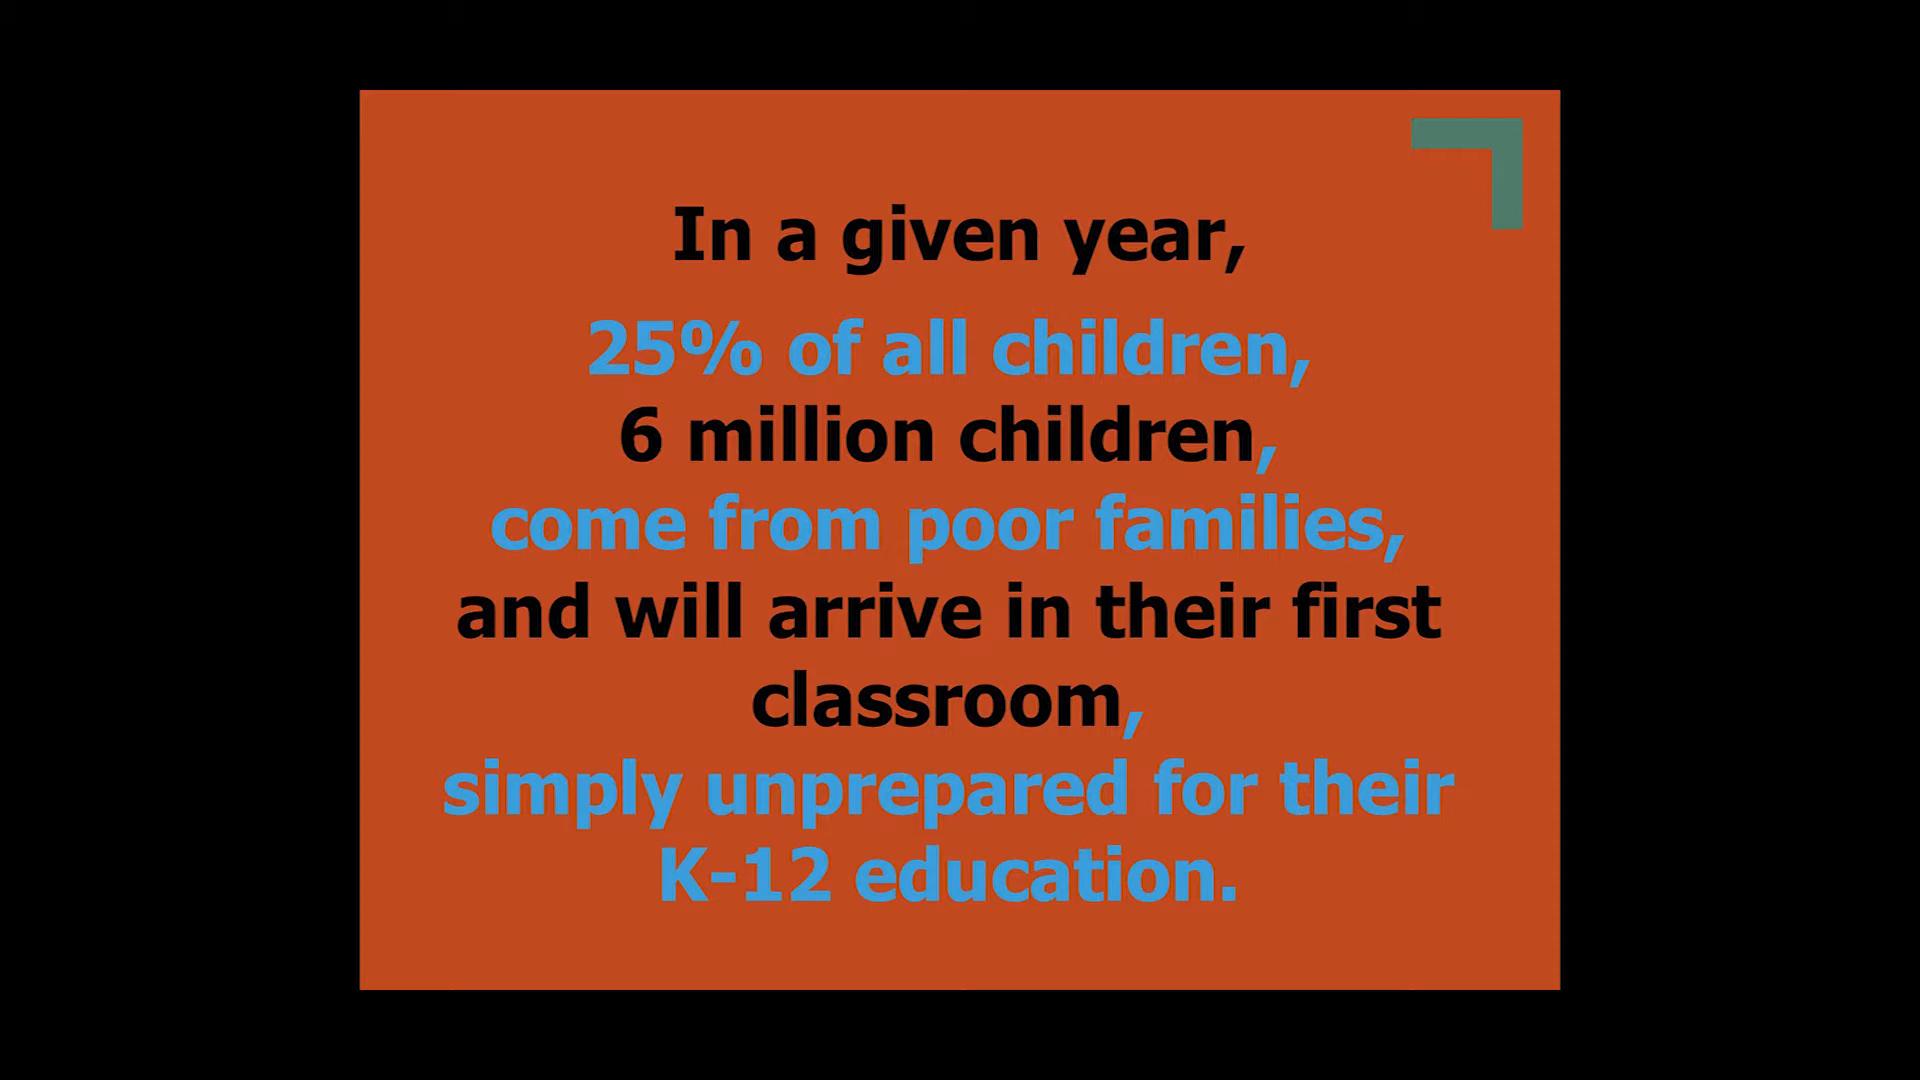 In a given year,
25% of all children,
6 million children,
come from poor families,
and will arrive in their first
classroom,
simply unprepared for their
K-12 education.